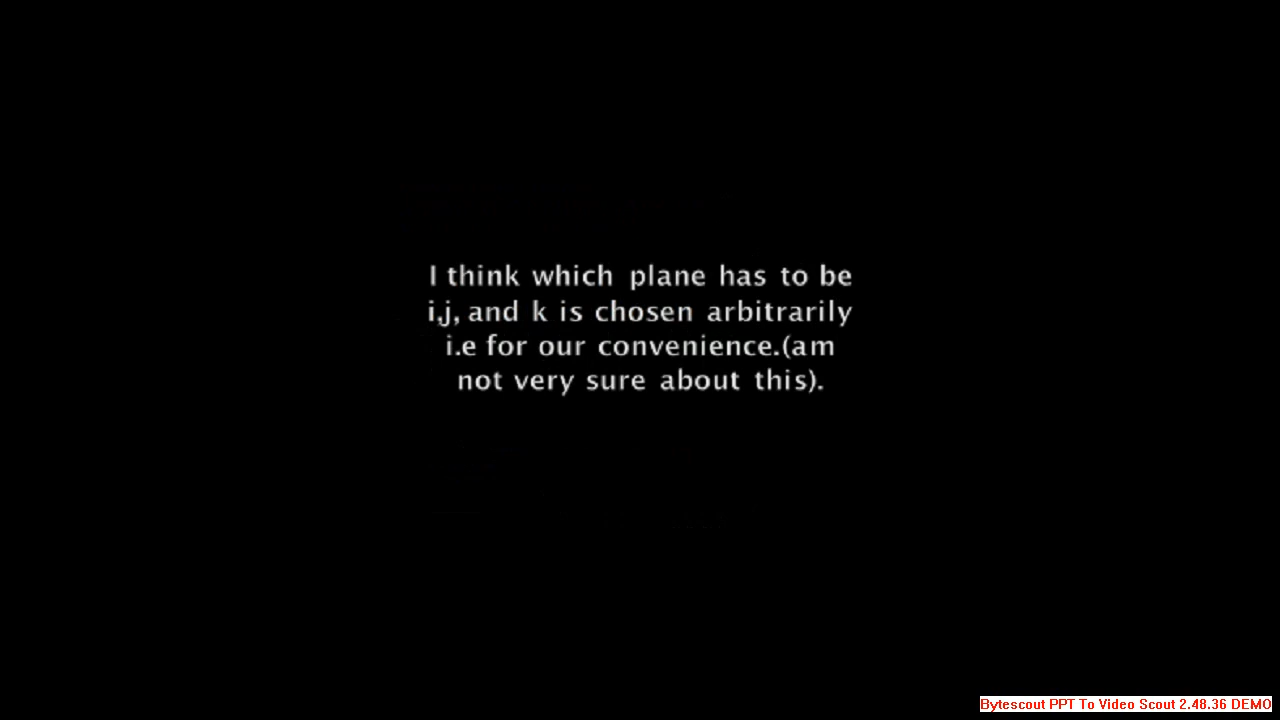 I think which plane has to be
i,j, and k is chosen arbitrarily
i.e for our convenience.(am
not very sure about this).
Bytescout PPT To Video Scout 2.48.36 DEMO